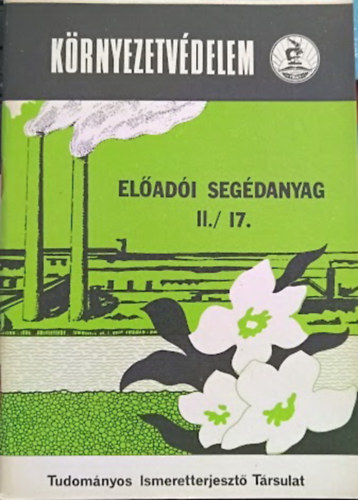 KÖRNYEZETVÉDELEM
ELŐADÓI SEGÉDANYAG
II./ 17.
Tudományos Ismeretterjesztő Társulat